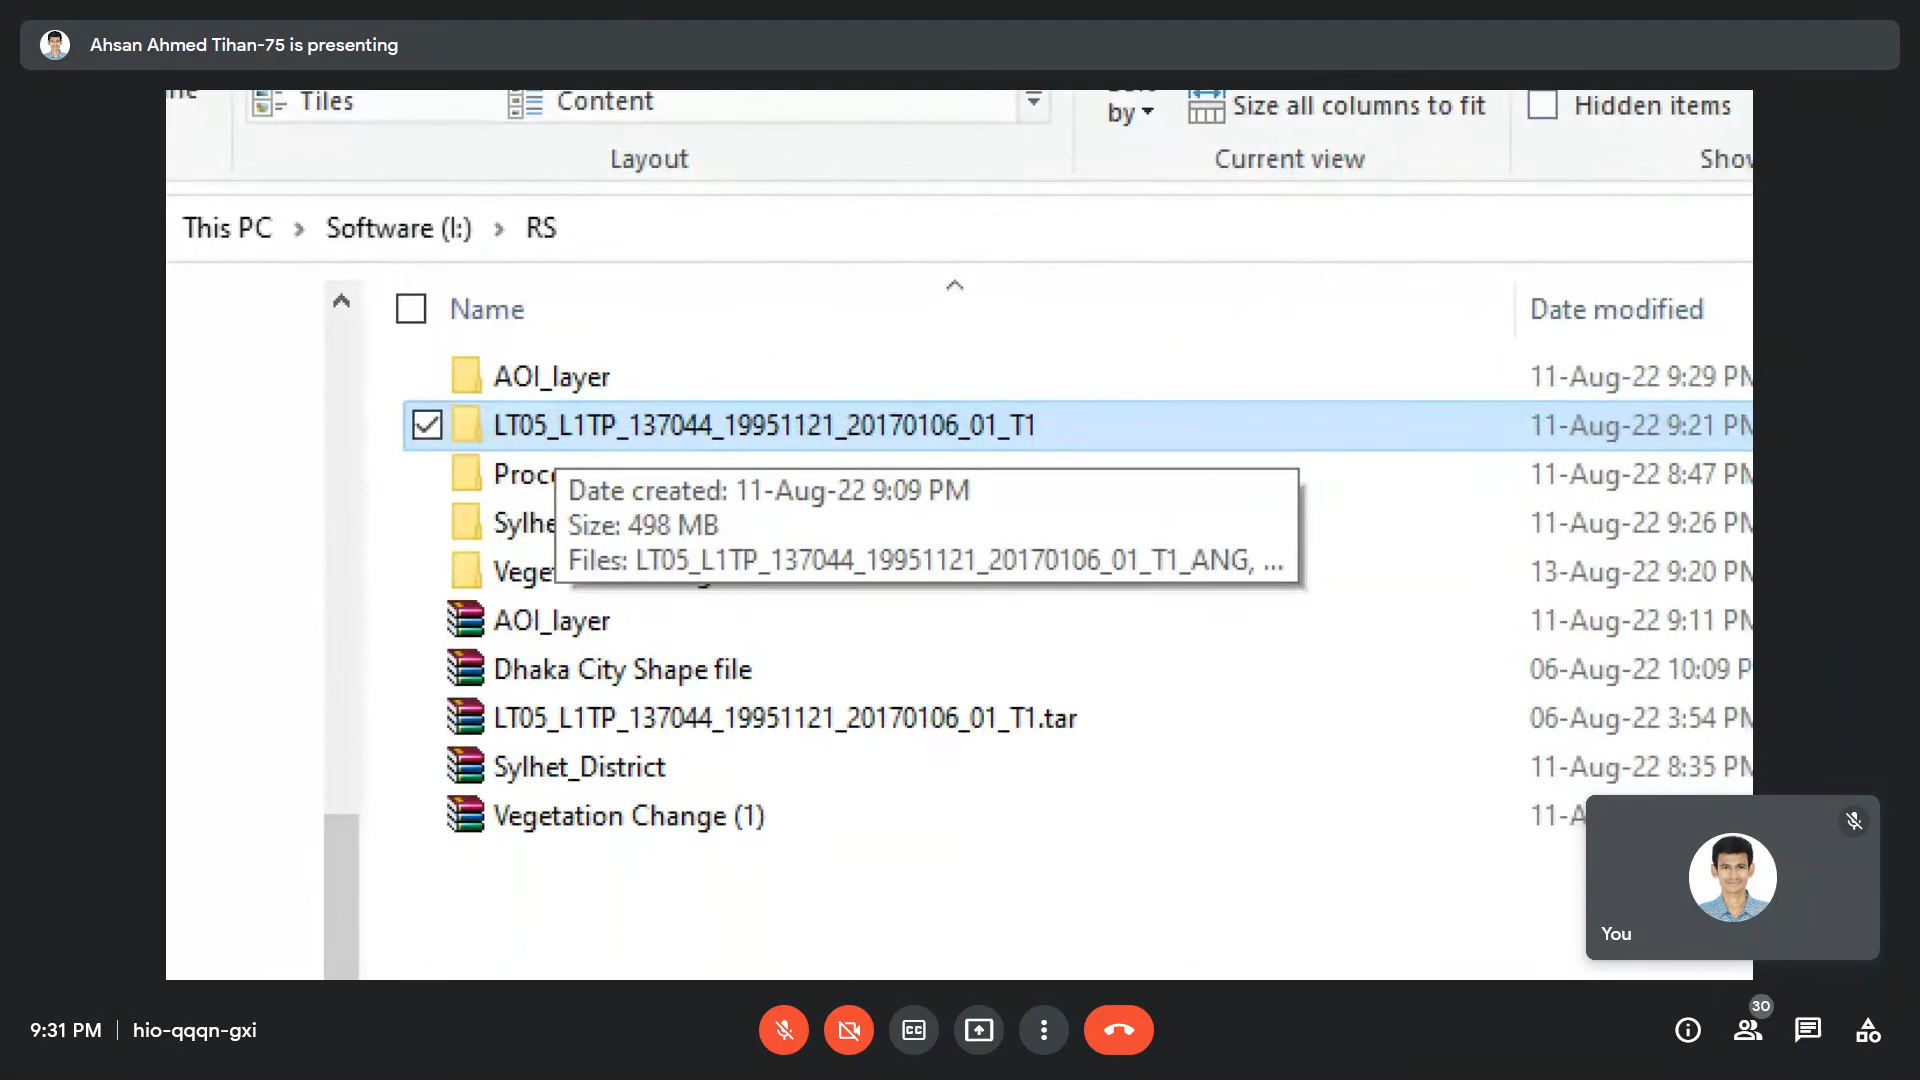 Ahsan Ahmed Tihan-75 is presenting
Tiles
Content
by
Size all columns to fit
Hidden items
Layout
Current view
This PC > Software (I:) > RS
Name
Date modified
AOI_layer
11-Aug-22 9:29 PM
LT05_L1TP_137044_19951121_20170106_01_T1
11-Aug-22 9:21 PM
11-Aug-22 8:47 PM
11-Aug-22 9:26 PM
13-Aug-22 9:20 PM
Date created: 11-Aug-22 9:09 PM
Size: 498 MB
Files: LT05_L1TP_137044_19951121_20170106_01_T1_ANG, ...
AOI_layer
11-Aug-22 9:11 PM
Dhaka City Shape file
06-Aug-22 10:09 P
LT05_L1TP_137044_19951121_20170106_01_T1.tar
06-Aug-22 3:54 PM
Sylhet_District
11-Aug-22 8:35 PM
Vegetation Change (1)
11-A
You
9:31 PM | hio-qqqn-gxi
CC
30